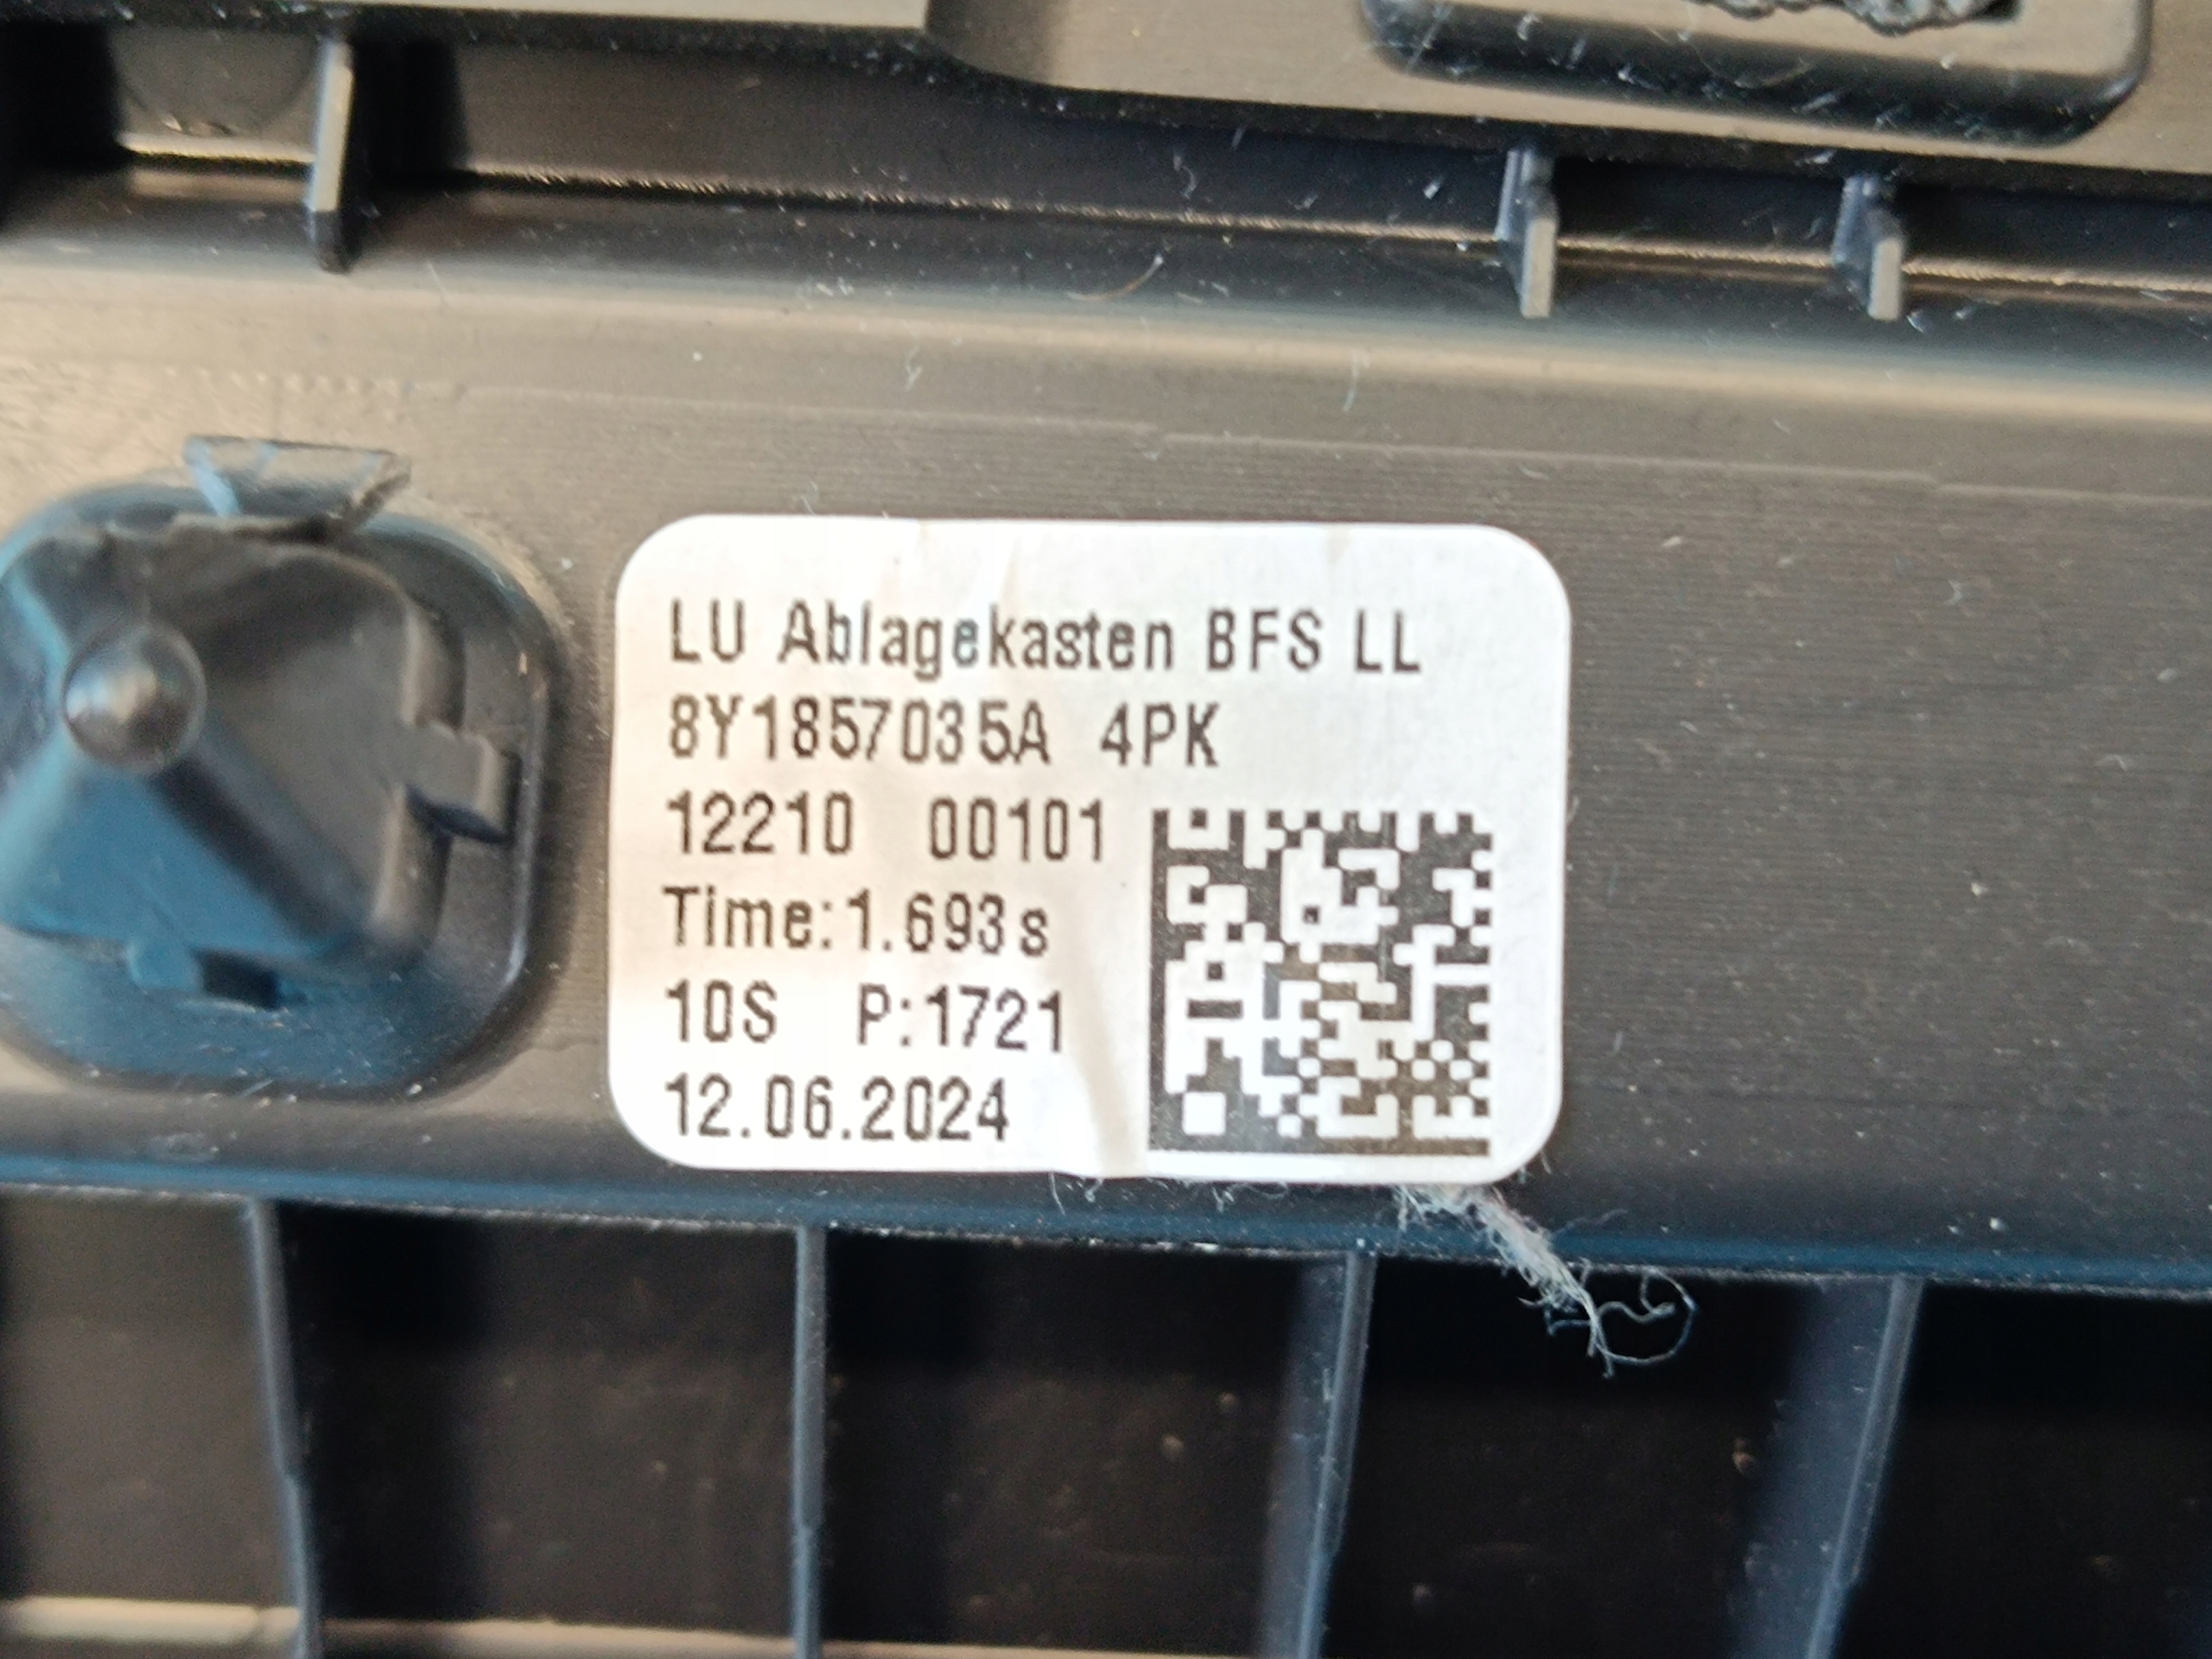 LU Ablagekasten BFS LL
8Y1857035A 4PK
12210 00101
Time:1.693s
10S P:1721
12.06.2024